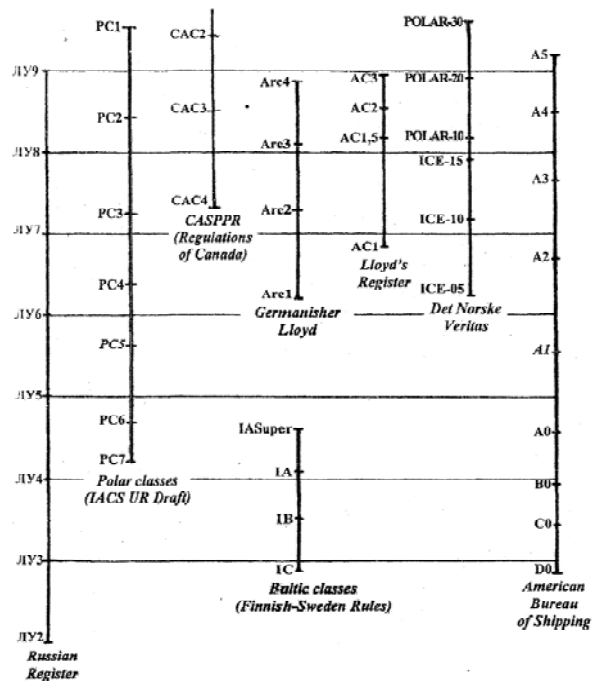 ЛУ9
ЛУ8
ЛУ7
ЛУ6
ЛУ5
ЛУ4
ЛУ3
ЛУ2
Russian
Register
PC1
PC2
PC3
PC4
PC5
PC6
PC7
Polar classes
(IACS UR Draft)
CAC2
CAC3
CAC4
CASPPR
(Regulations
of Canada)
Arc4
Arc3
Arc2
Arc1
Germanisher
Lloyd
IASuper
IA
IB
IC
Baltic classes
(Finnish-Sweden Rules)
AC3
AC2
AC1,5
AC1
Lloyd's
Register
POLAR-30
POLAR-20
POLAR-10
ICE-15
ICE-10
ICE-05
Det Norske
Veritas
A5
A4
A3
A2
A1
A0
B0
C0
D0
American
Bureau
of Shipping